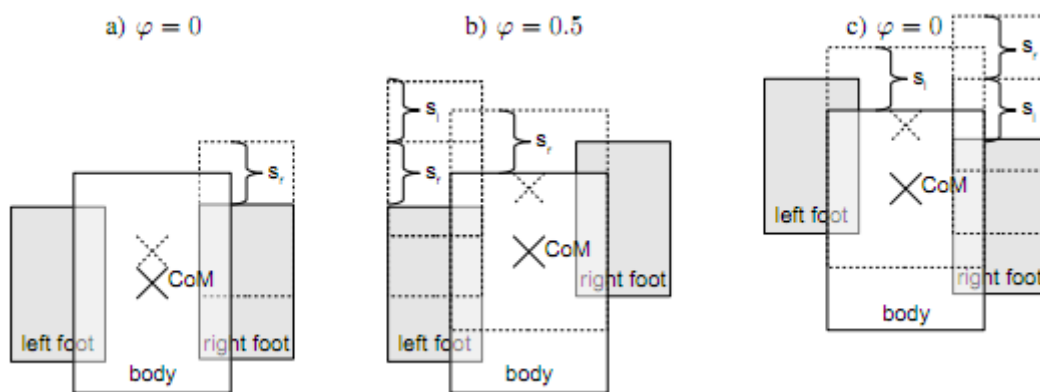 a) φ = 0
b) φ = 0.5
c) φ = 0
s_r
CoM
left foot
right foot
body
s_l
s_r
s_r
CoM
right foot
left foot
body
s_l
s_r
s_l
CoM
left foot
right foot
body